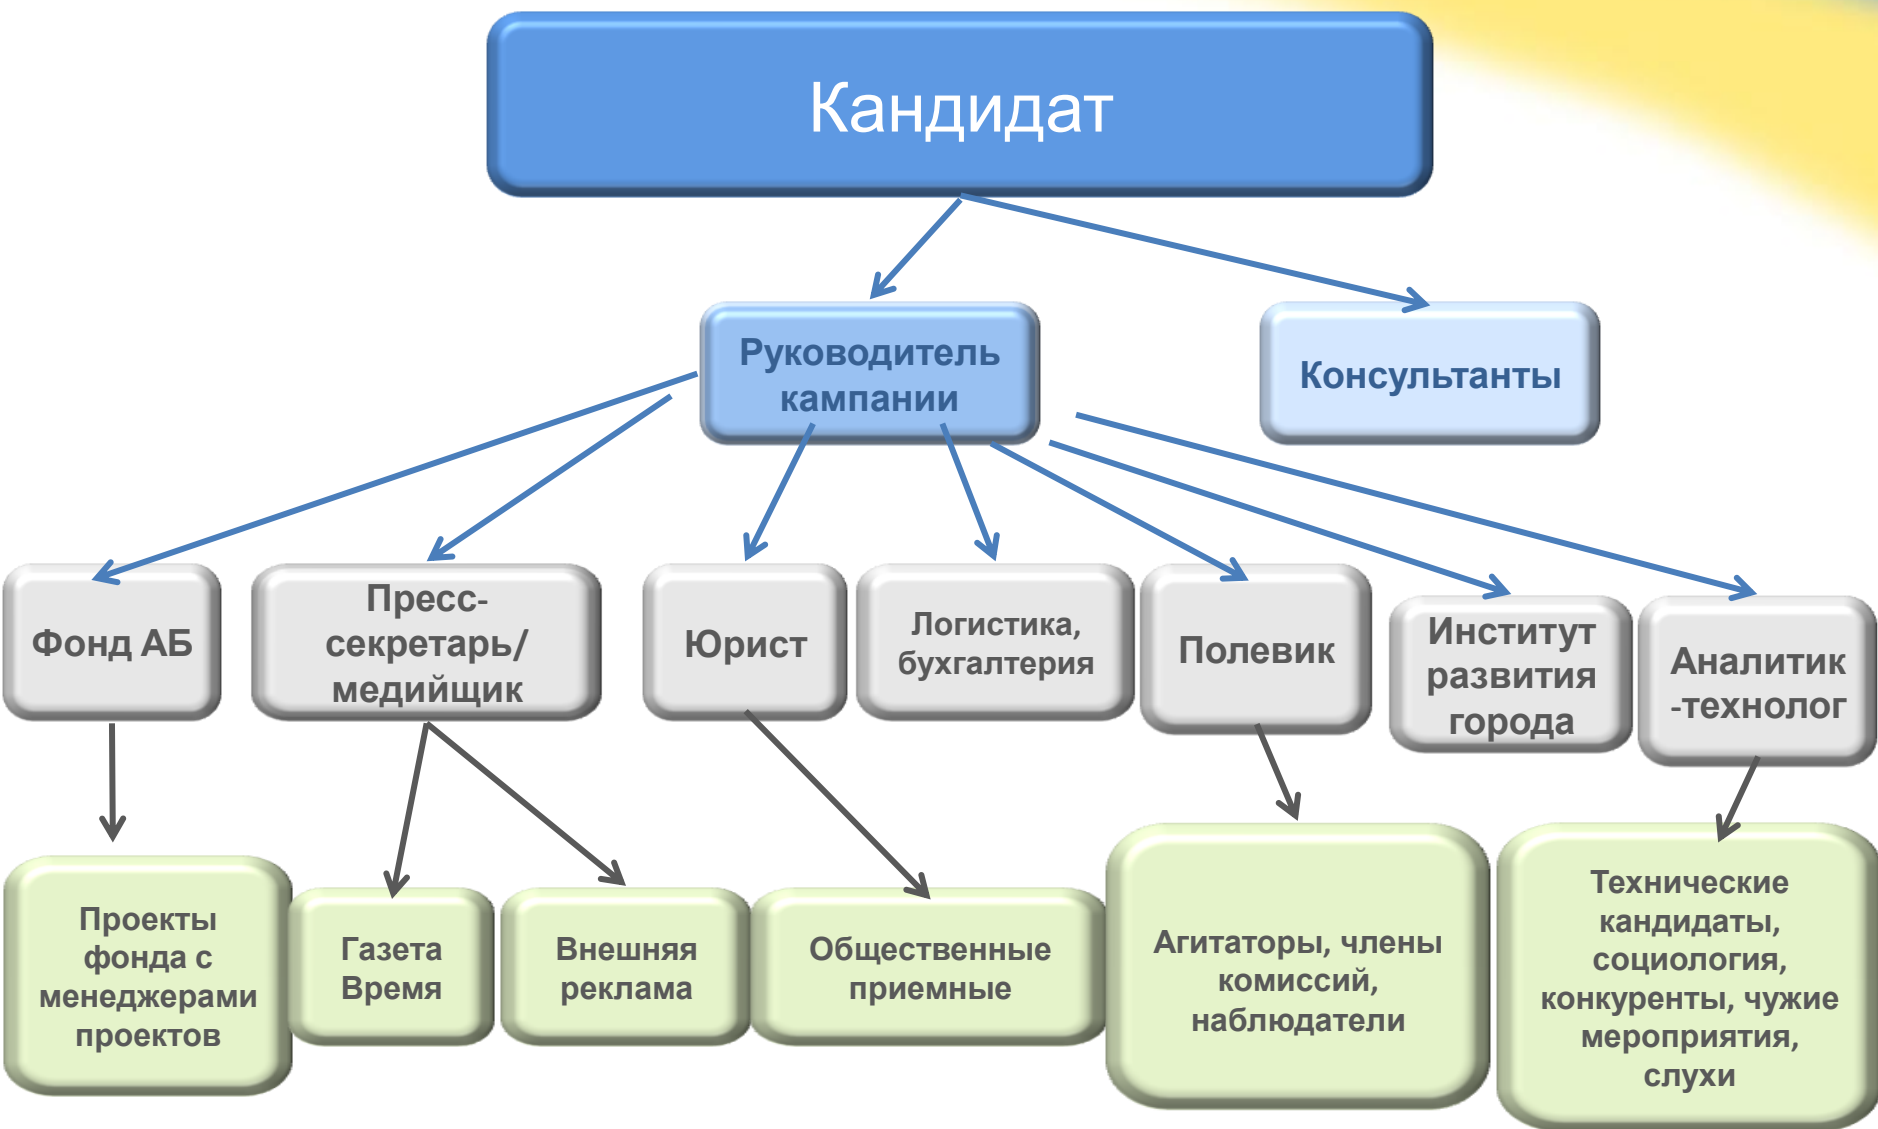 Кандидат
Руководитель
кампании
Консультанты
Фонд АБ
Пресс-
секретарь/
медийщик
Юрист
Логистика,
бухгалтерия
Полевик
Институт
развития
города
Аналитик
-технолог
Проекты
фонда с
менеджерами
проектов
Газета
Время
Внешняя
реклама
Общественные
приемные
Агитаторы, члены
комиссий,
наблюдатели
Технические
кандидаты,
социология,
конкуренты, чужие
мероприятия,
слухи